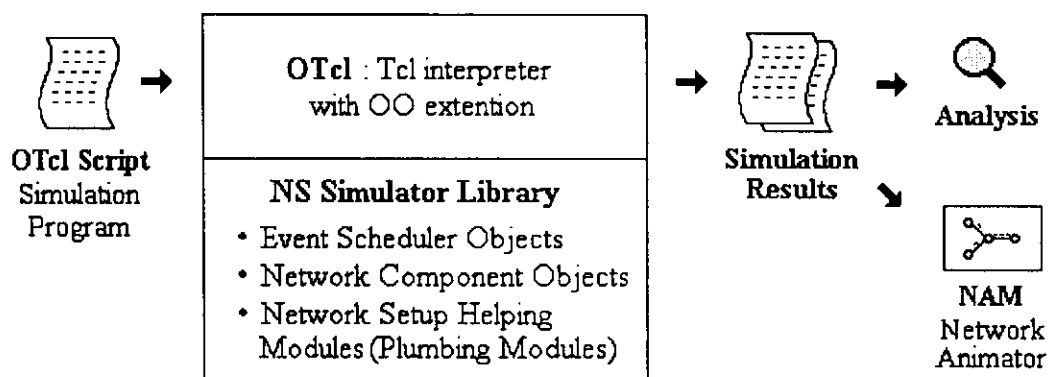 OTcl Script
Simulation
Program
OTcl : Tcl interpreter
with OO extention
NS Simulator Library
• Event Scheduler Objects
• Network Component Objects
• Network Setup Helping
Modules (Plumbing Modules)
Simulation
Results
Analysis
NAM
Network
Animator